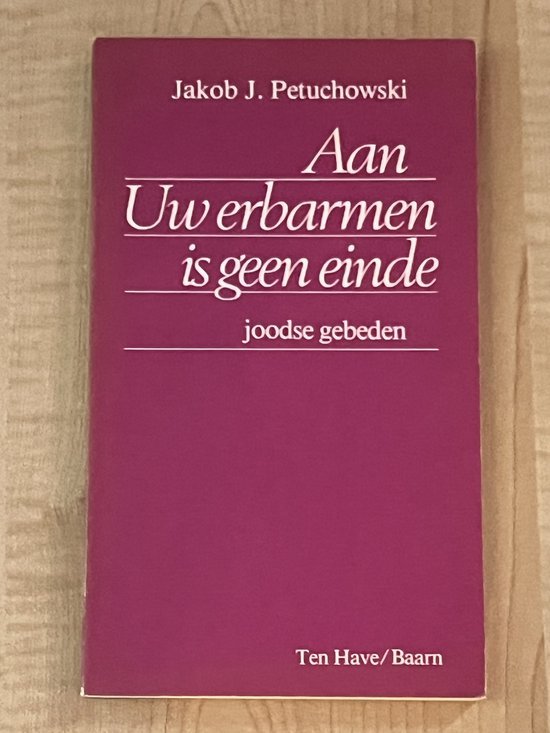 Jakob J. Petuchowski
Aan
Uw erbarmen
is geen einde
joodse gebeden
Ten Have/Baarn